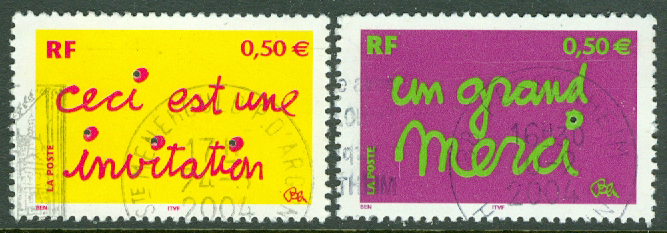 RF 0,50 €
ceci est une
invitation
LA POSTE
BEN ITVF
2004
RF 0,50 €
un grand
merci
LA POSTE
BEN ITVF
2004